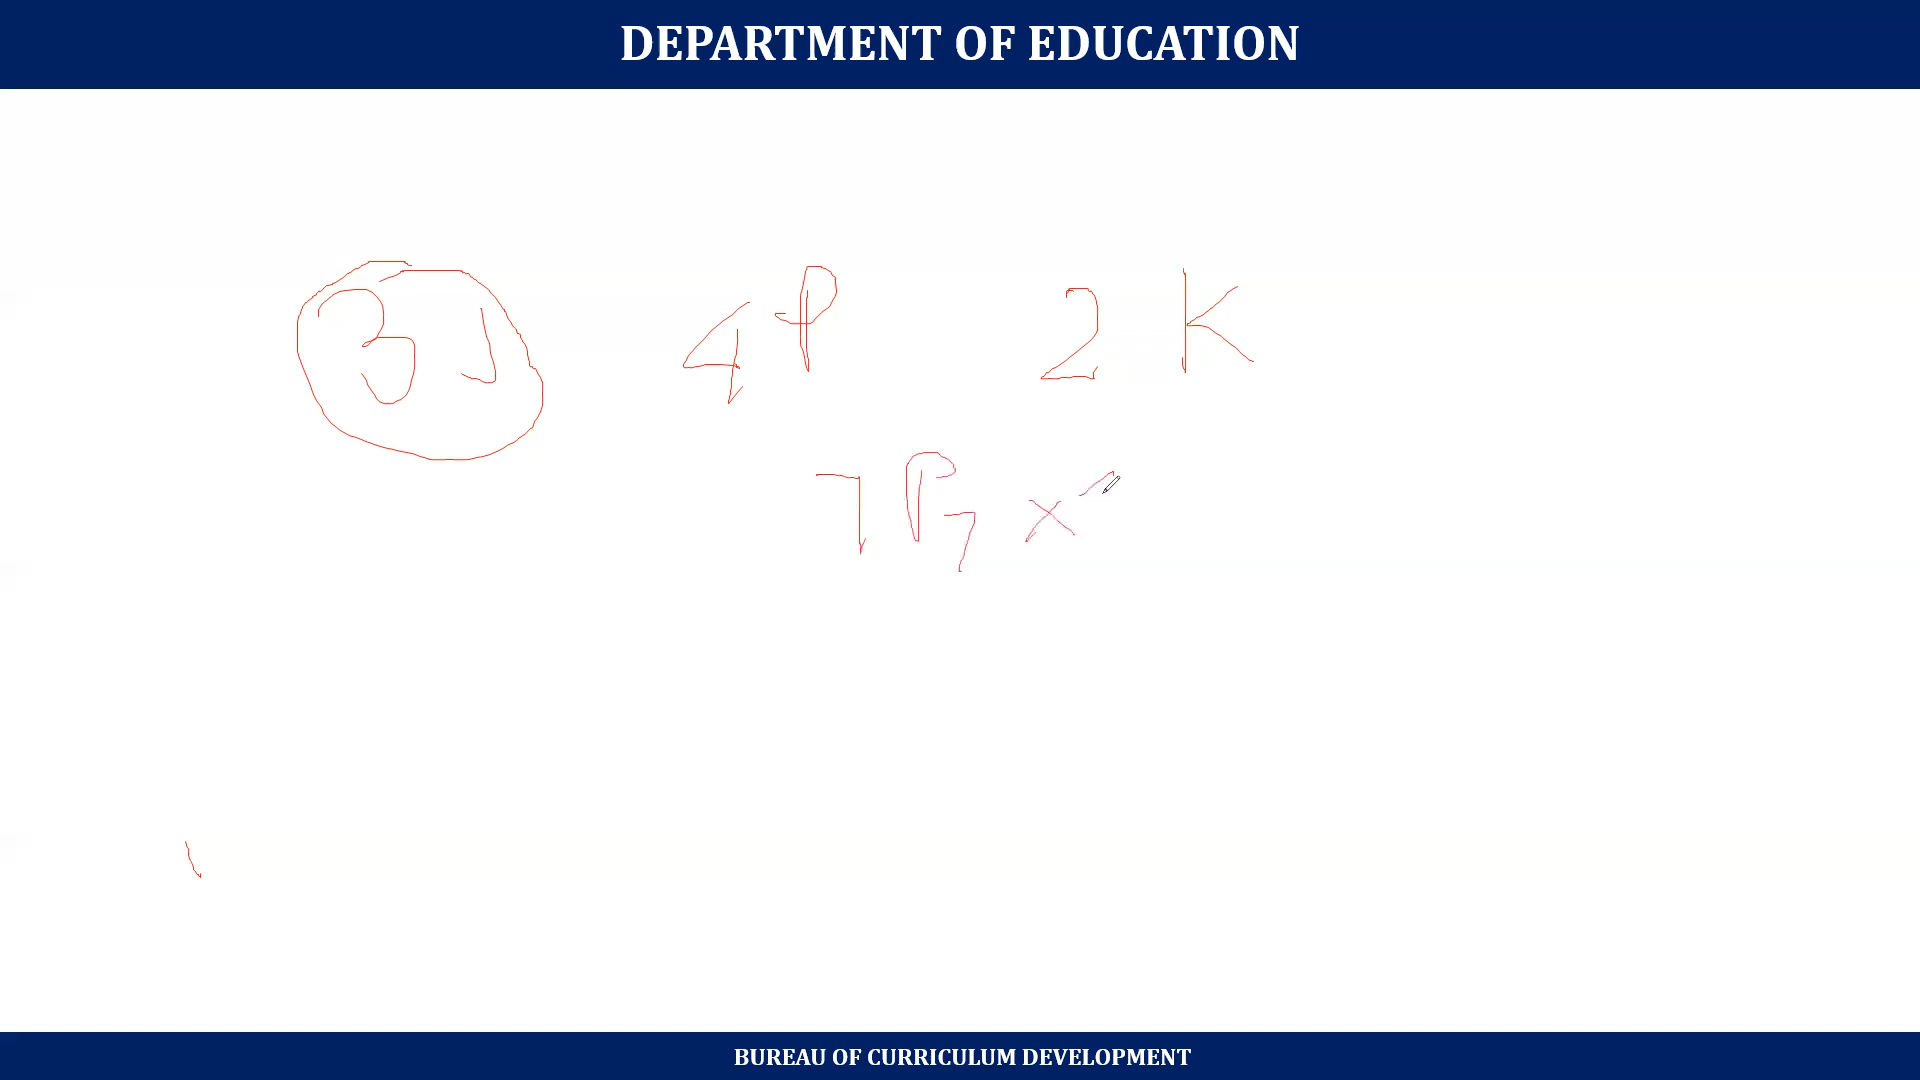 DEPARTMENT OF EDUCATION
3J 4P 2K
7P7 x
BUREAU OF CURRICULUM DEVELOPMENT